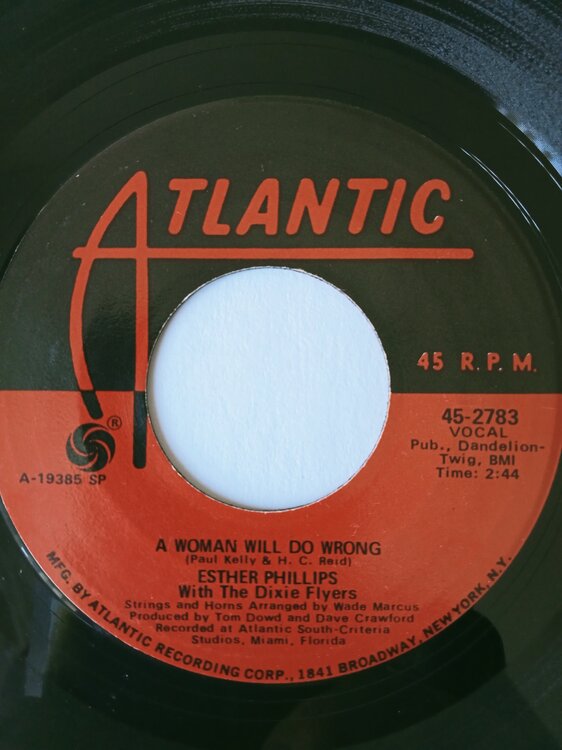 ATLANTIC
45 R.P.M.
®
45-2783
VOCAL
Pub., Dandelion-
Twig, BMI
Time: 2:44
A-19385 SP
A WOMAN WILL DO WRONG
(Paul Kelly & H. C. Reid)
ESTHER PHILLIPS
With The Dixie Flyers
Strings and Horns Arranged by Wade Marcus
Produced by Tom Dowd and Dave Crawford
Recorded at Atlantic South-Criteria
Studios, Miami, Florida
MFG. BY ATLANTIC RECORDING CORP., 1841 BROADWAY, NEW YORK, N.Y.